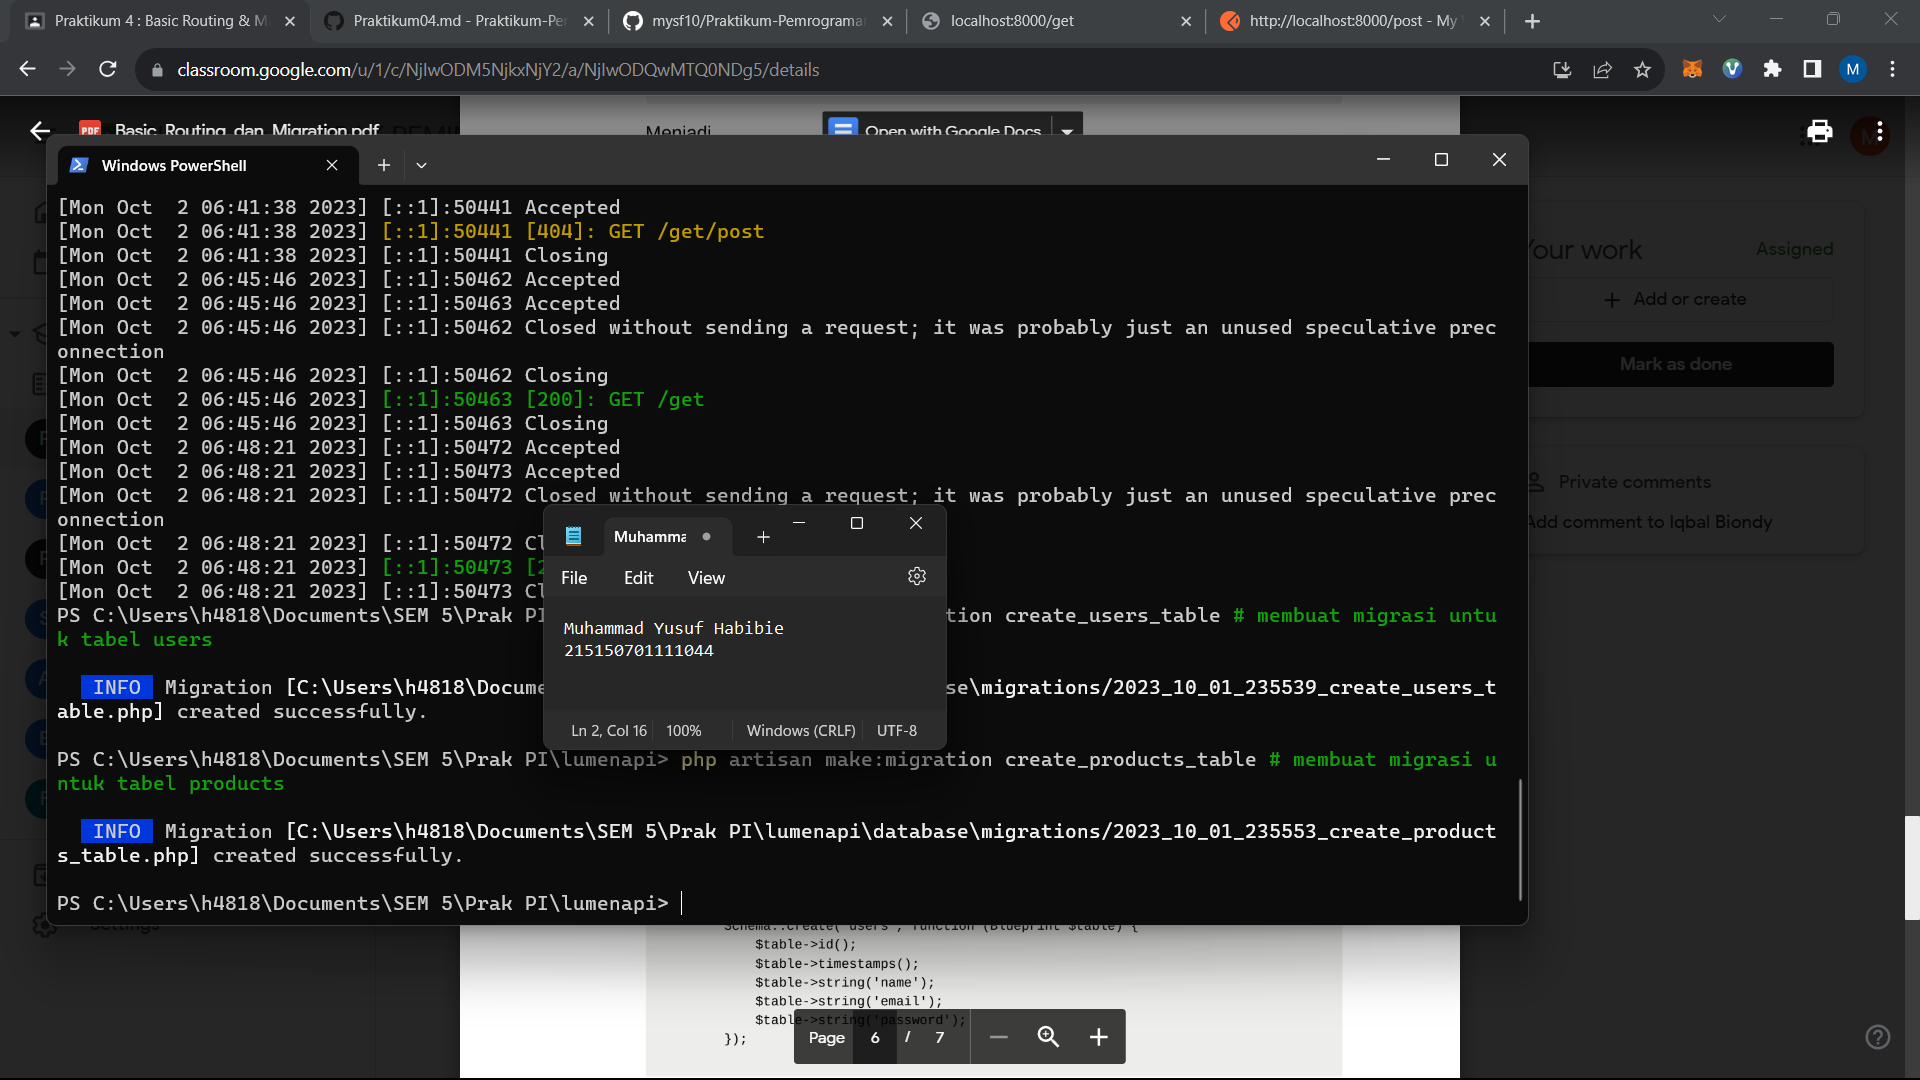 Praktikum 4 : Basic Routing & M
Praktikum04.md - Praktikum-Pe
mysf10/Praktikum-Pemrograma
localhost:8000/get
http://localhost:8000/post - My
classroom.google.com/u/1/c/NjIwODM5NjkxNjY2/a/NjIwODQwMTQ0NDg5/details
M
PDF
Basic_Routing_dan_Migration.pdf
Menjadi
Open with Google Docs
Windows PowerShell
[Mon Oct  2 06:41:38 2023] [::1]:50441 Accepted
[Mon Oct  2 06:41:38 2023] [::1]:50441 [404]: GET /get/post
[Mon Oct  2 06:41:38 2023] [::1]:50441 Closing
[Mon Oct  2 06:45:46 2023] [::1]:50462 Accepted
[Mon Oct  2 06:45:46 2023] [::1]:50463 Accepted
[Mon Oct  2 06:45:46 2023] [::1]:50462 Closed without sending a request; it was probably just an unused speculative prec
onnection
[Mon Oct  2 06:45:46 2023] [::1]:50462 Closing
[Mon Oct  2 06:45:46 2023] [::1]:50463 [200]: GET /get
[Mon Oct  2 06:45:46 2023] [::1]:50463 Closing
[Mon Oct  2 06:48:21 2023] [::1]:50472 Accepted
[Mon Oct  2 06:48:21 2023] [::1]:50473 Accepted
[Mon Oct  2 06:48:21 2023] [::1]:50472 Closed without sending a request; it was probably just an unused speculative prec
onnection
[Mon Oct  2 06:48:21 2023] [::1]:50472 Cl
[Mon Oct  2 06:48:21 2023] [::1]:50473 [2
[Mon Oct  2 06:48:21 2023] [::1]:50473 Cl
PS C:\Users\h4818\Documents\SEM 5\Prak PI tion create_users_table # membuat migrasi untu
k tabel users
INFO Migration [C:\Users\h4818\Docume se\migrations/2023_10_01_235539_create_users_t
able.php] created successfully.
PS C:\Users\h4818\Documents\SEM 5\Prak PI\lumenapi> php artisan make:migration create_products_table # membuat migrasi u
ntuk tabel products
INFO Migration [C:\Users\h4818\Documents\SEM 5\Prak PI\lumenapi\database\migrations/2023_10_01_235553_create_product
s_table.php] created successfully.
PS C:\Users\h4818\Documents\SEM 5\Prak PI\lumenapi>
Muhamma
File Edit View
Muhammad Yusuf Habibie
215150701111044
Ln 2, Col 16 100% Windows (CRLF) UTF-8
Your work Assigned
Add or create
Mark as done
Private comments
Add comment to Iqbal Biondy
Settings
Schema::create('users', function (Blueprint $table) {
$table->id();
$table->timestamps();
$table->string('name');
$table->string('email');
$table->string('password');
});
Page 6 / 7